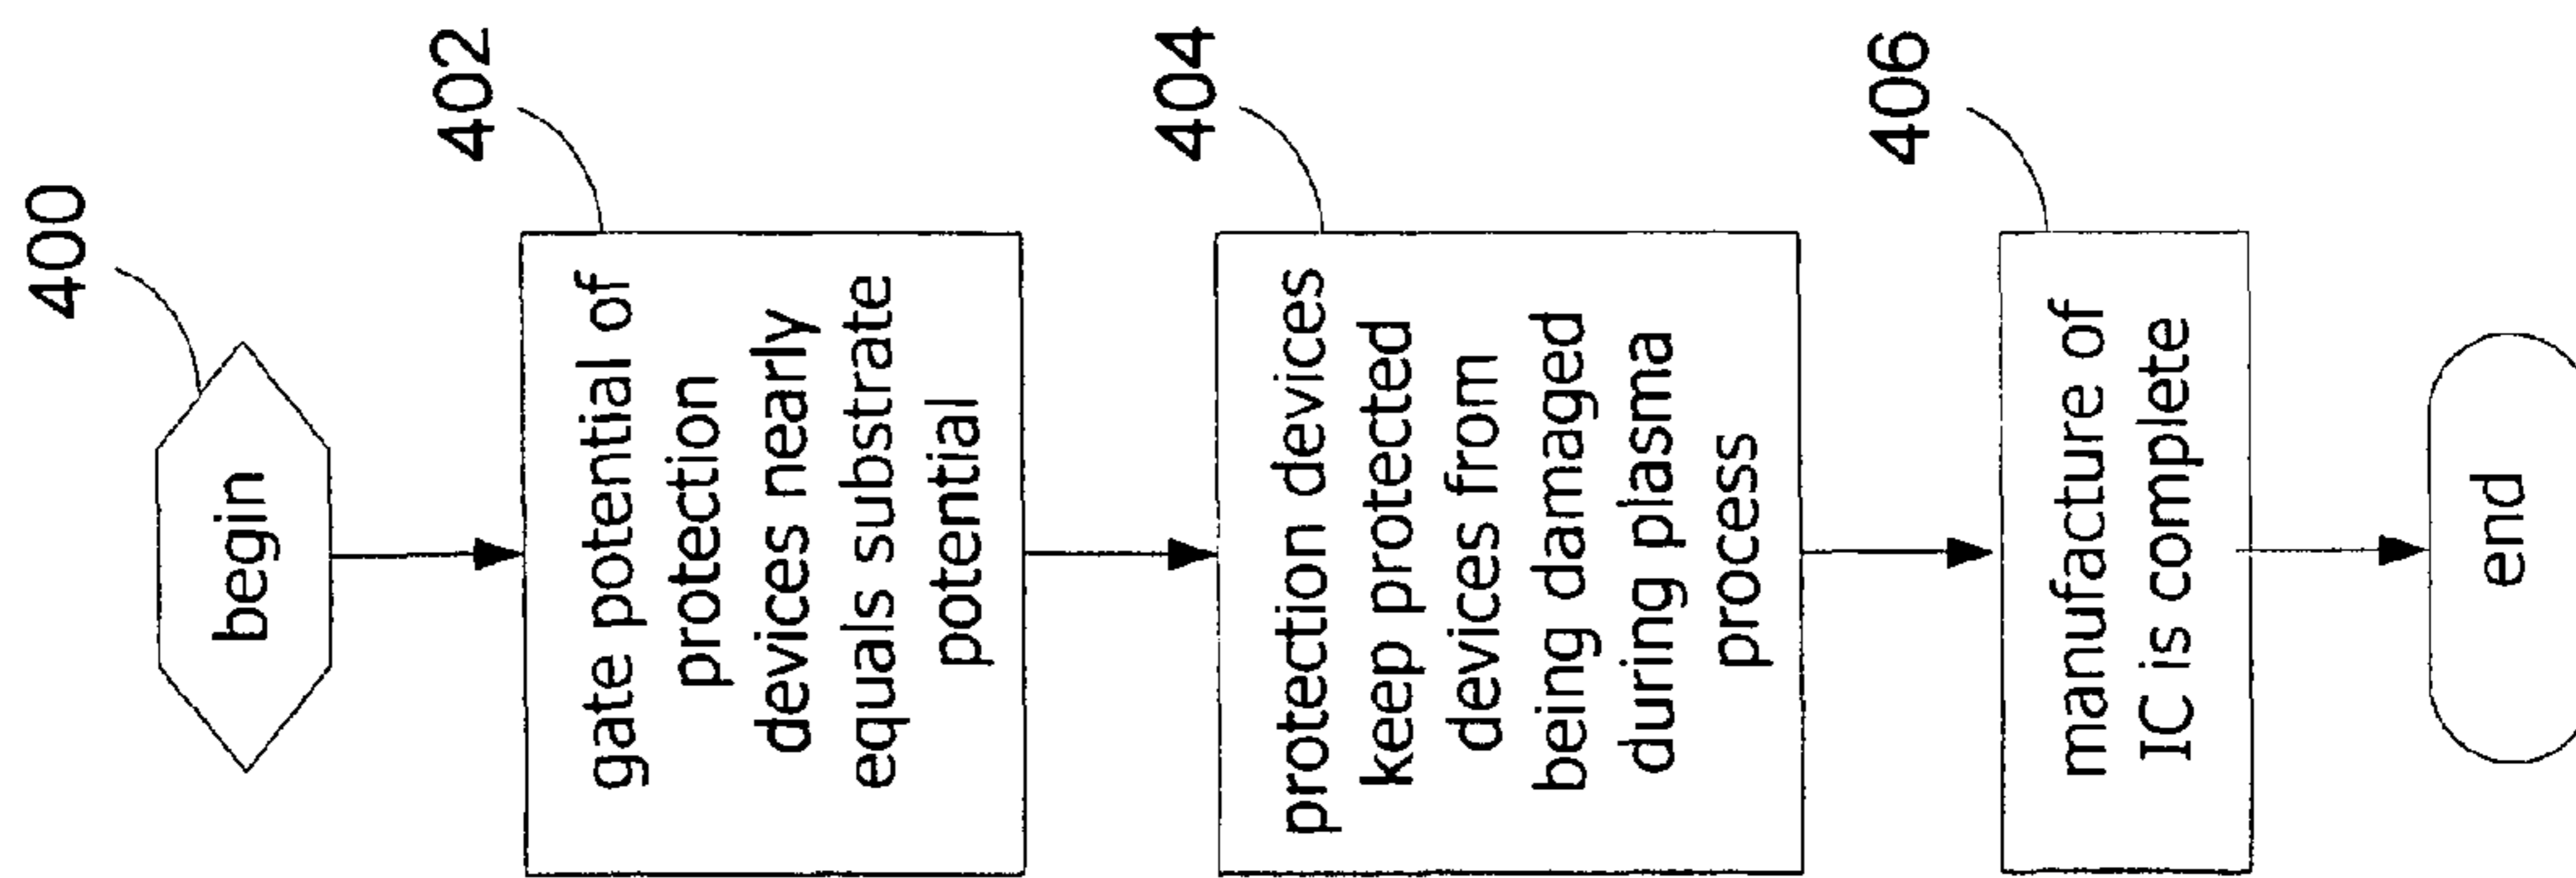 400
begin
402
gate potential of
protection
devices nearly
equals substrate
potential
404
protection devices
keep protected
devices from
being damaged
during plasma
process
406
manufacture of
IC is complete
end